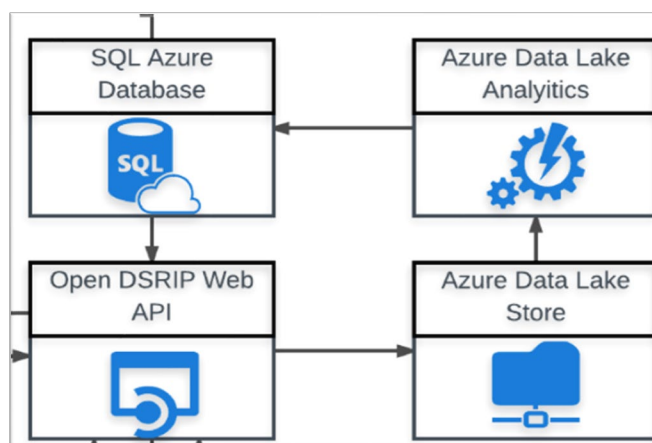 SQL Azure
Database
SQL
Azure Data Lake
Analyitics
Open DSRIP Web
API
Azure Data Lake
Store